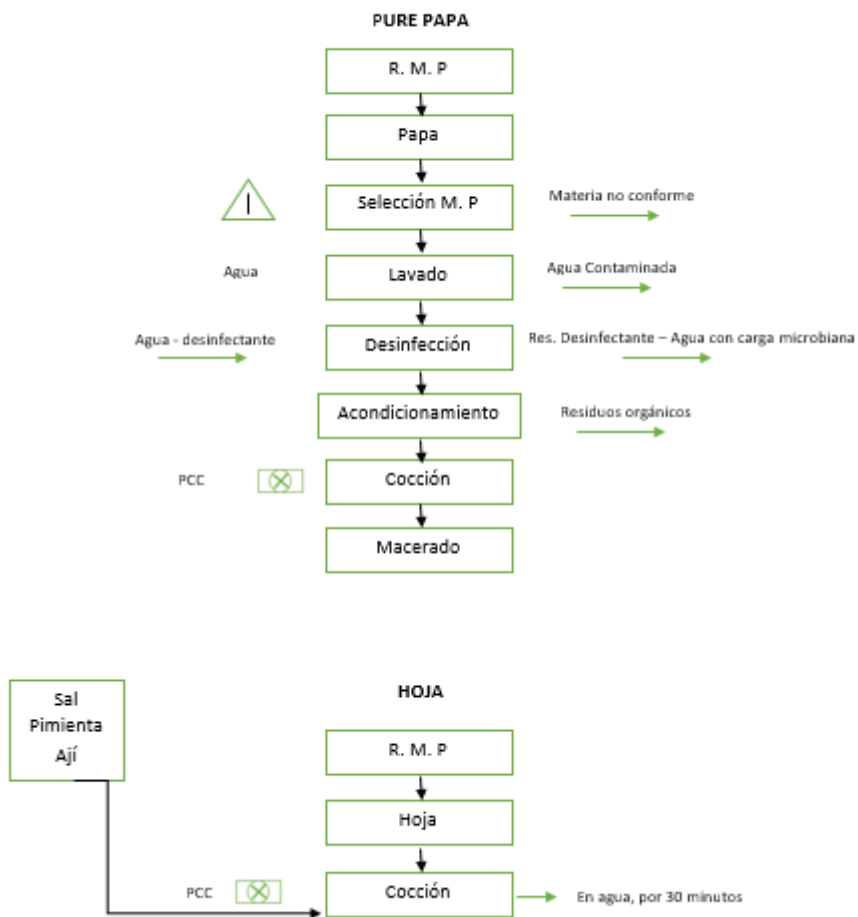 PURE PAPA
R. M. P
Papa
Selección M. P
Materia no conforme
Agua
Lavado
Agua Contaminada
Agua - desinfectante
Desinfección
Res. Desinfectante – Agua con carga microbiana
Acondicionamiento
Residuos orgánicos
PCC
Cocción
Macerado
Sal
Pimienta
Ají
HOJA
R. M. P
Hoja
PCC
Cocción
En agua, por 30 minutos